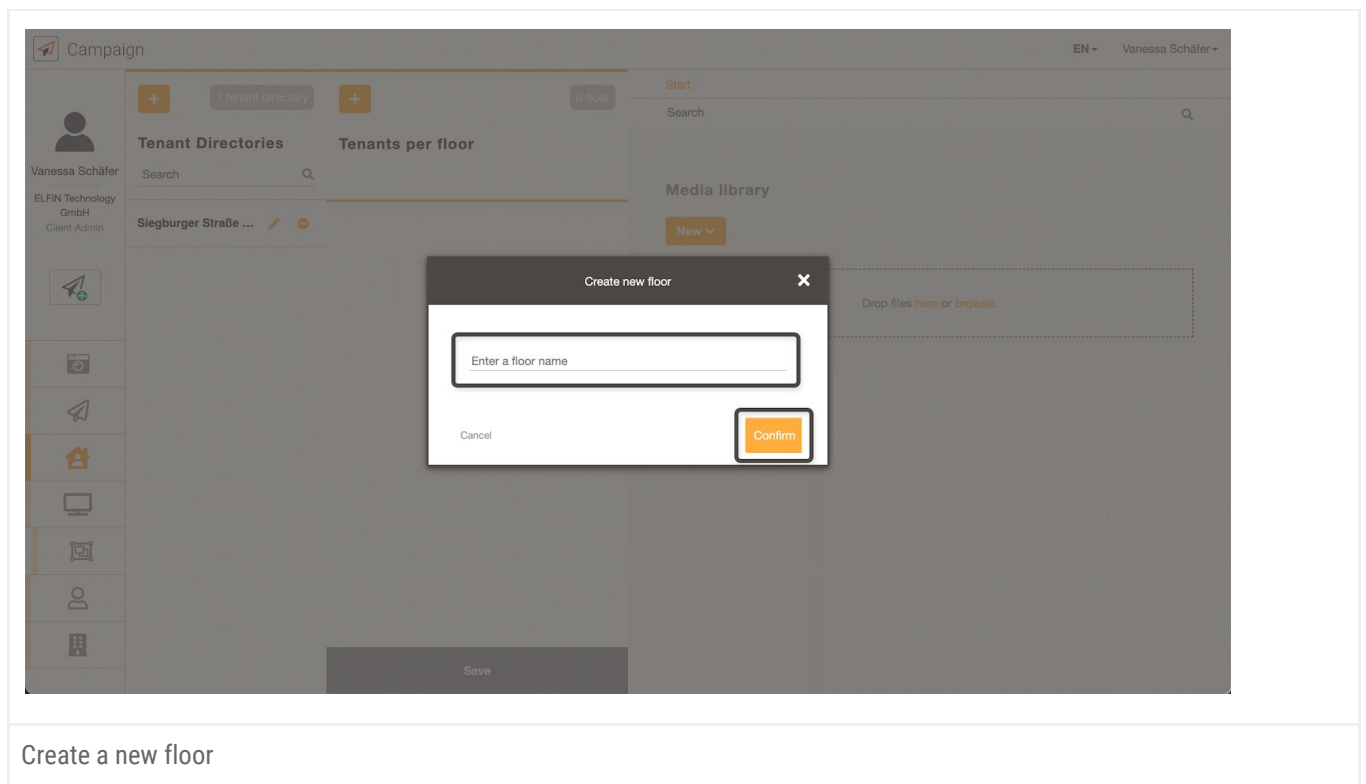 Campaign
EN
Vanessa Schäfer
1 tenant directory
0 floor
Start
Search
Tenant Directories
Tenants per floor
Vanessa Schäfer
Search
Media library
ELFIN Technology
GmbH
Client Admin
Siegburger Straße ...
New
Create new floor
Drop files here or browse.
Enter a floor name
Cancel
Confirm
Save
Create a new floor